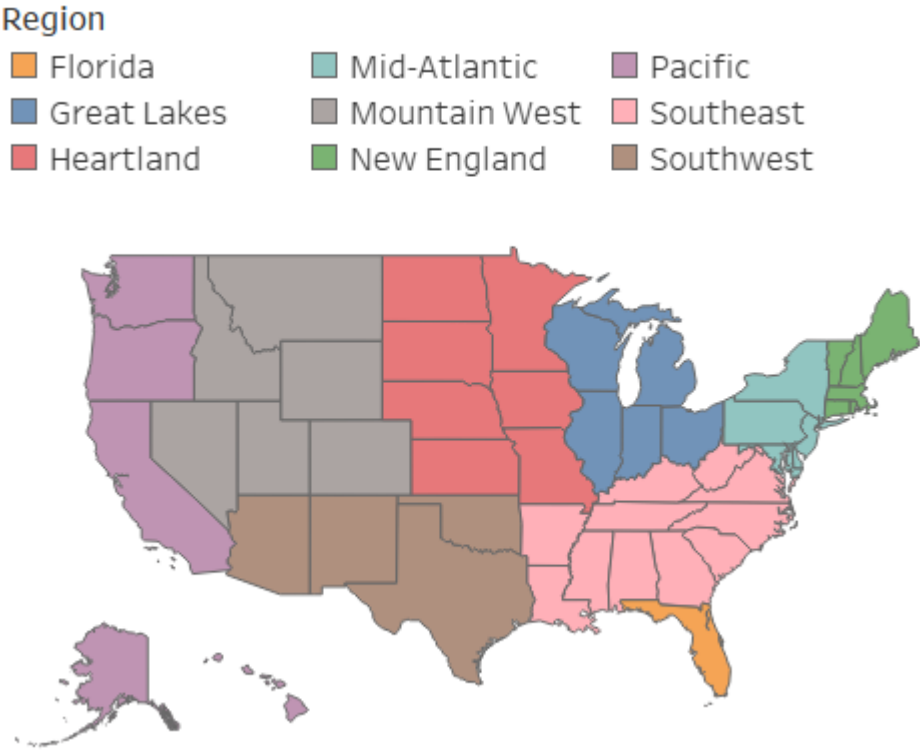 Region
Florida Mid-Atlantic Pacific
Great Lakes Mountain West Southeast
Heartland New England Southwest